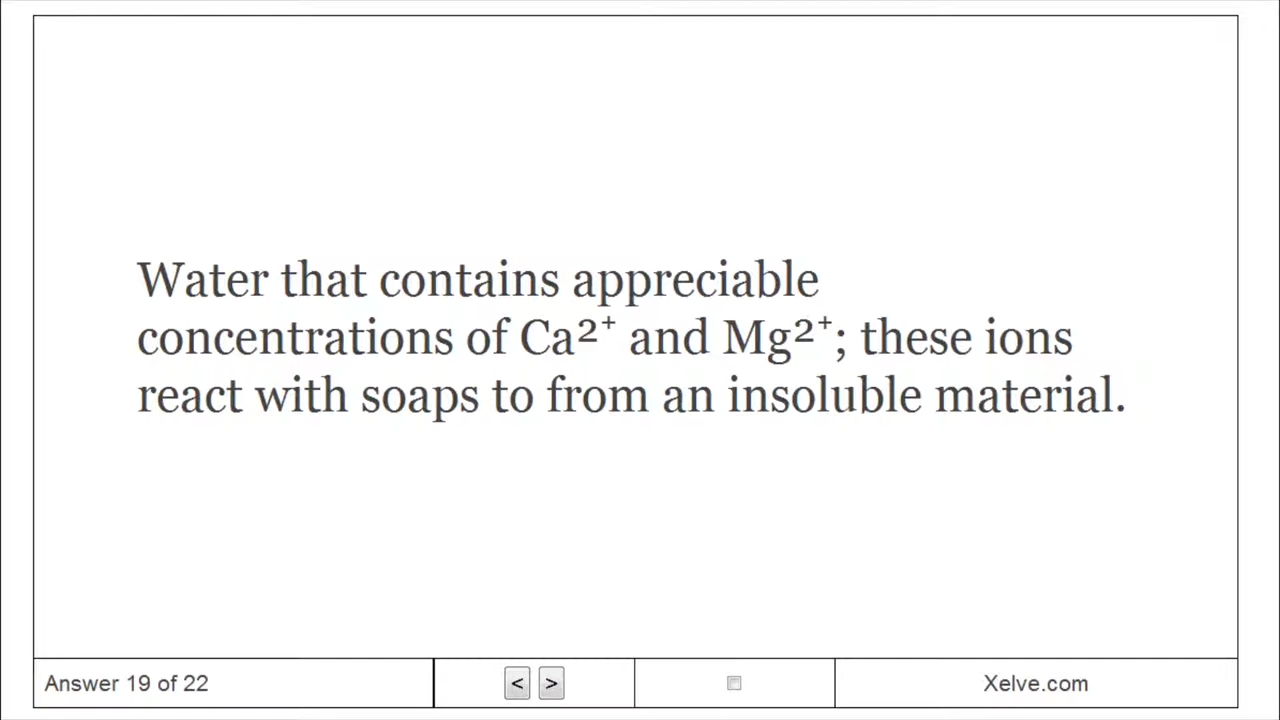 Water that contains appreciable
concentrations of Ca²⁺ and Mg²⁺; these ions
react with soaps to from an insoluble material.
Answer 19 of 22
< >
Xelve.com